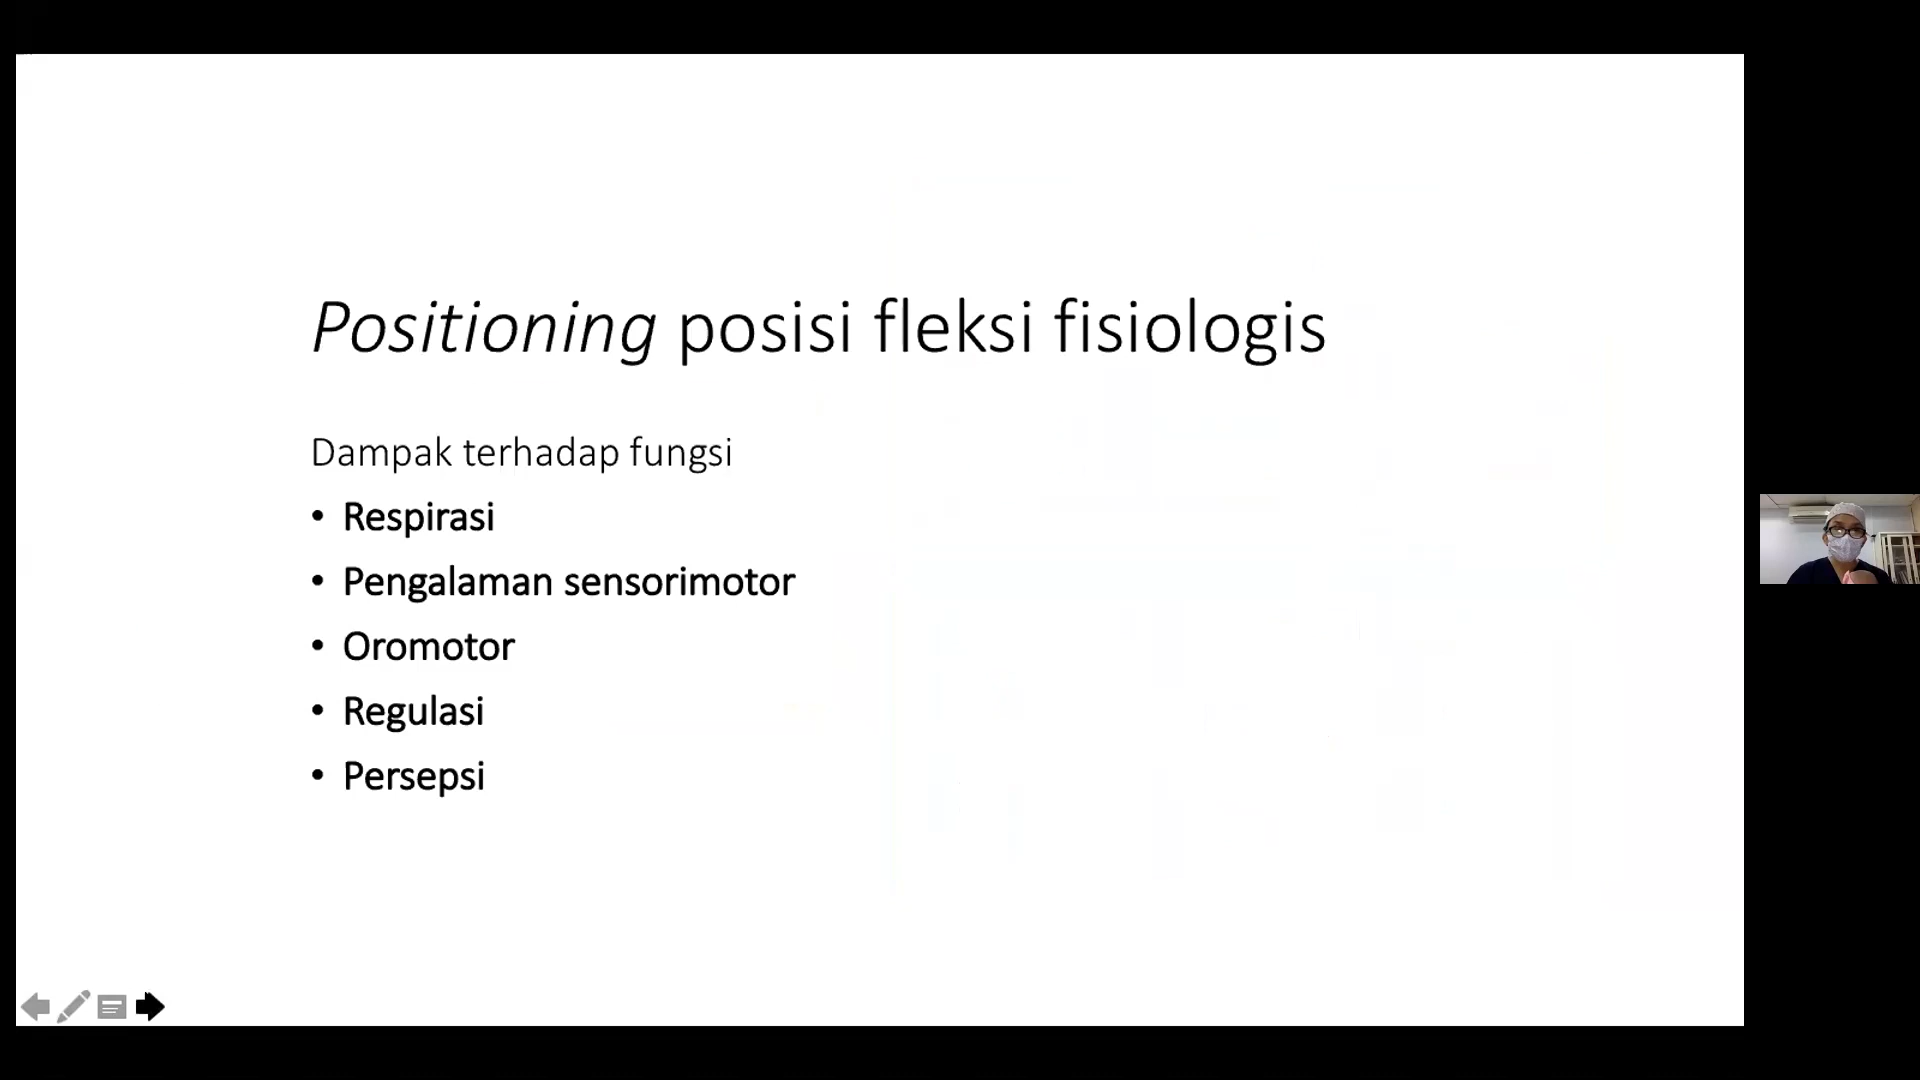 Positioning posisi fleksi fisiologis
Dampak terhadap fungsi
• Respirasi
• Pengalaman sensorimotor
• Oromotor
• Regulasi
• Persepsi